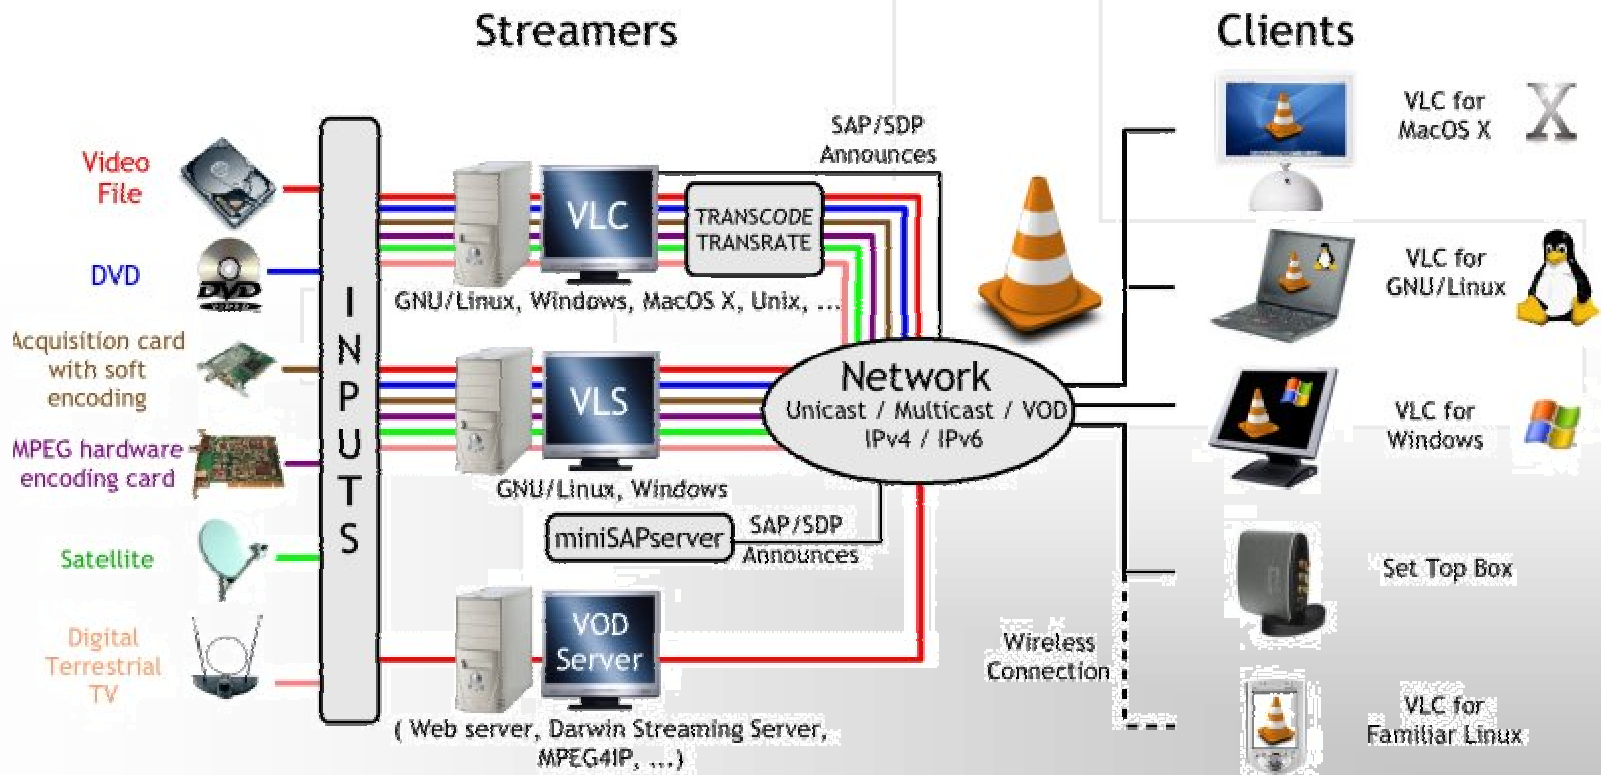 Streamers
Clients
Video
File
DVD
Acquisition card
with soft
encoding
MPEG hardware
encoding card
Satellite
Digital
Terrestrial
TV
INPUTS
VLC
TRANSCODE
TRANSRATE
SAP/SDP
Announces
GNU/Linux, Windows, MacOS X, Unix, ...
VLS
GNU/Linux, Windows
miniSAPserver
SAP/SDP
Announces
VOD
Server
( Web server, Darwin Streaming Server,
MPEG4IP, ...)
Network
Unicast / Multicast / VOD
IPv4 / IPv6
Wireless
Connection
VLC for
MacOS X
X
VLC for
GNU/Linux
VLC for
Windows
Set Top Box
VLC for
Familiar Linux
DVD